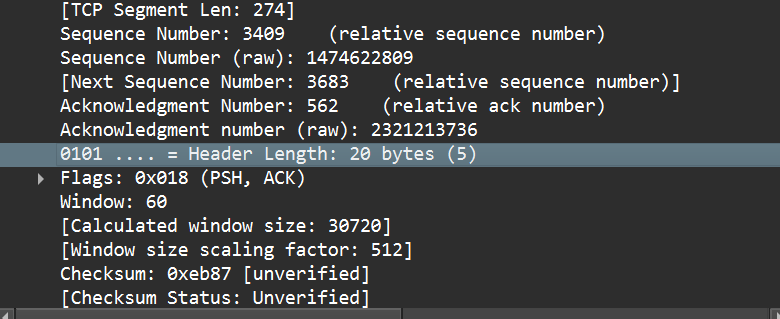 [TCP Segment Len: 274]
Sequence Number: 3409    (relative sequence number)
Sequence Number (raw): 1474622809
[Next Sequence Number: 3683    (relative sequence number)]
Acknowledgment Number: 562    (relative ack number)
Acknowledgment number (raw): 2321213736
0101 .... = Header Length: 20 bytes (5)
Flags: 0x018 (PSH, ACK)
Window: 60
[Calculated window size: 30720]
[Window size scaling factor: 512]
Checksum: 0xeb87 [unverified]
[Checksum Status: Unverified]